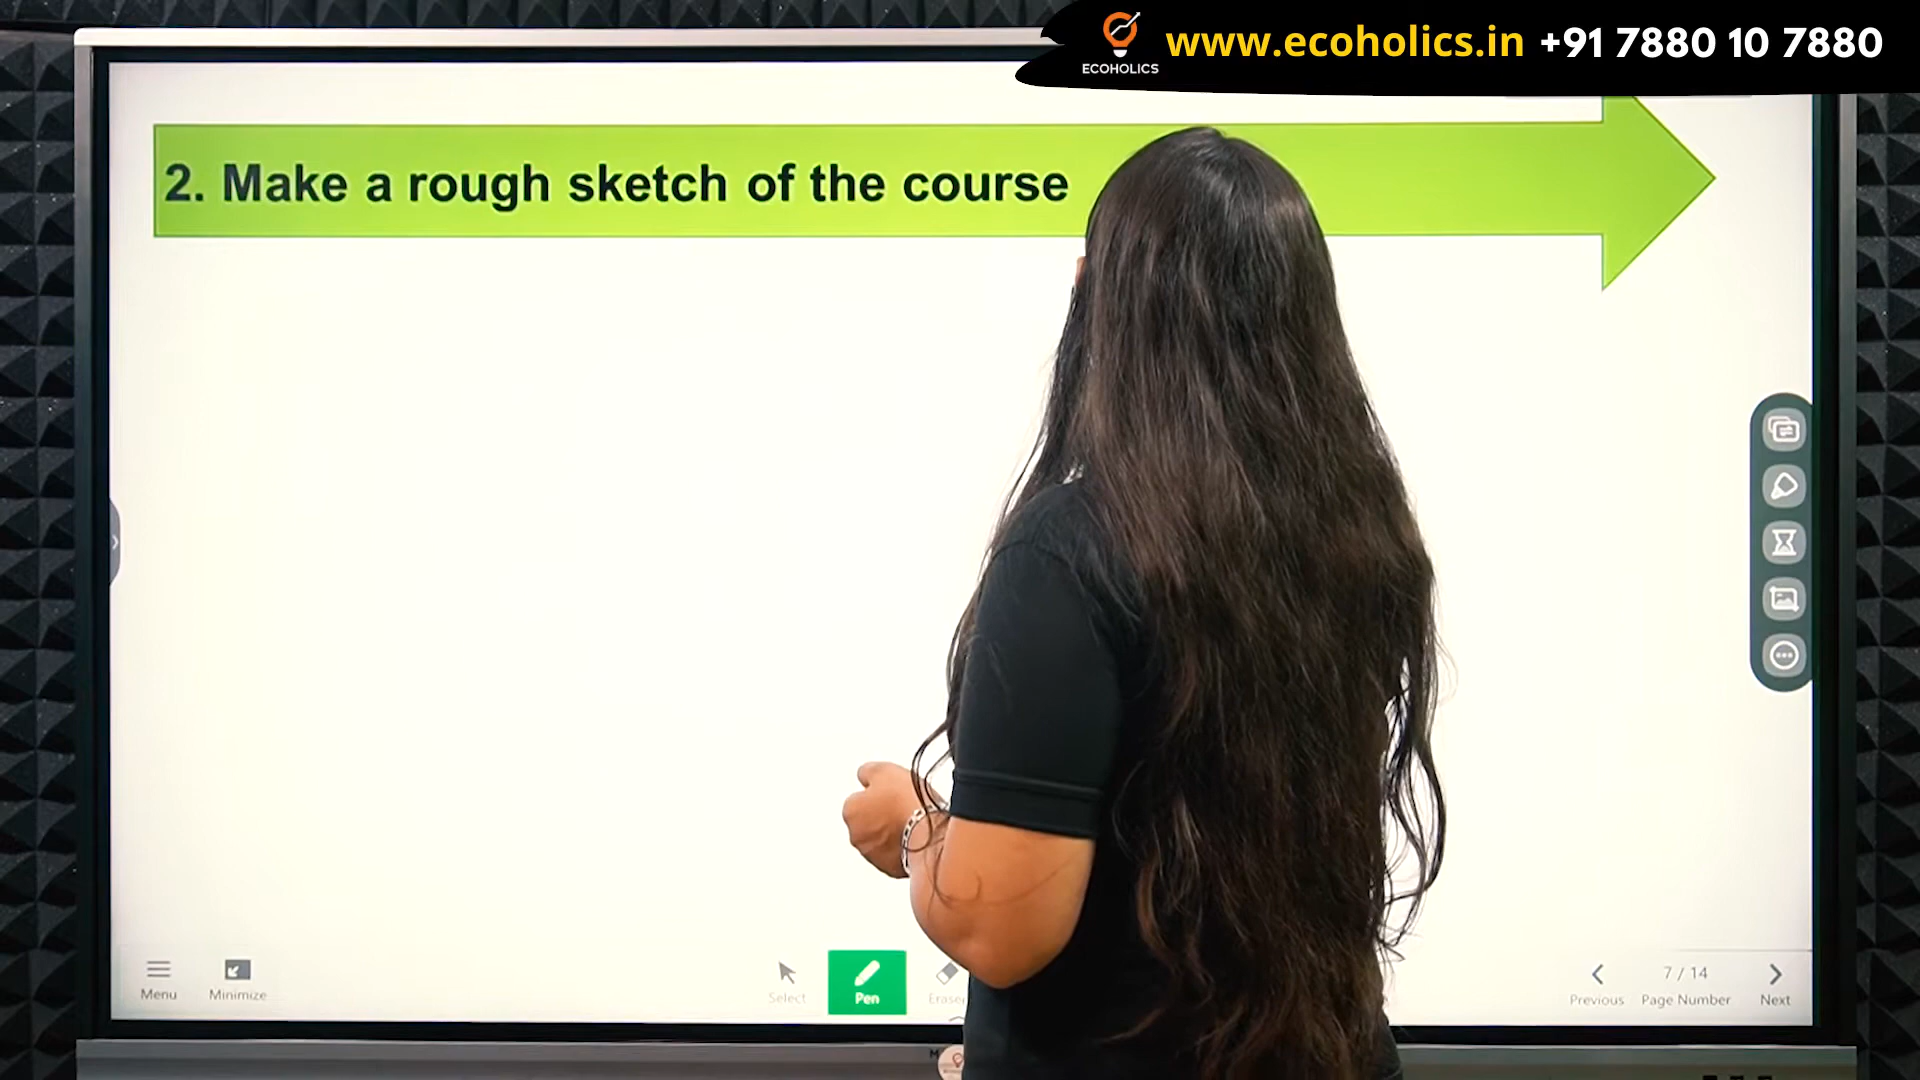 www.ecoholics.in +91 7880 10 7880
ECOHOLICS
2. Make a rough sketch of the course
Menu
Minimize
Select
Pen
Eraser
Previous
7 / 14
Page Number
Next